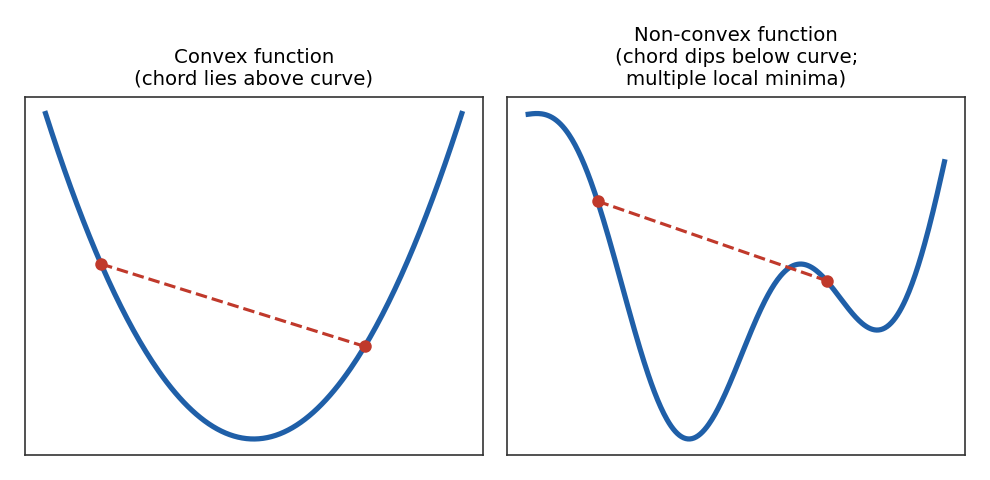 Convex function
(chord lies above curve)
Non-convex function
(chord dips below curve;
multiple local minima)